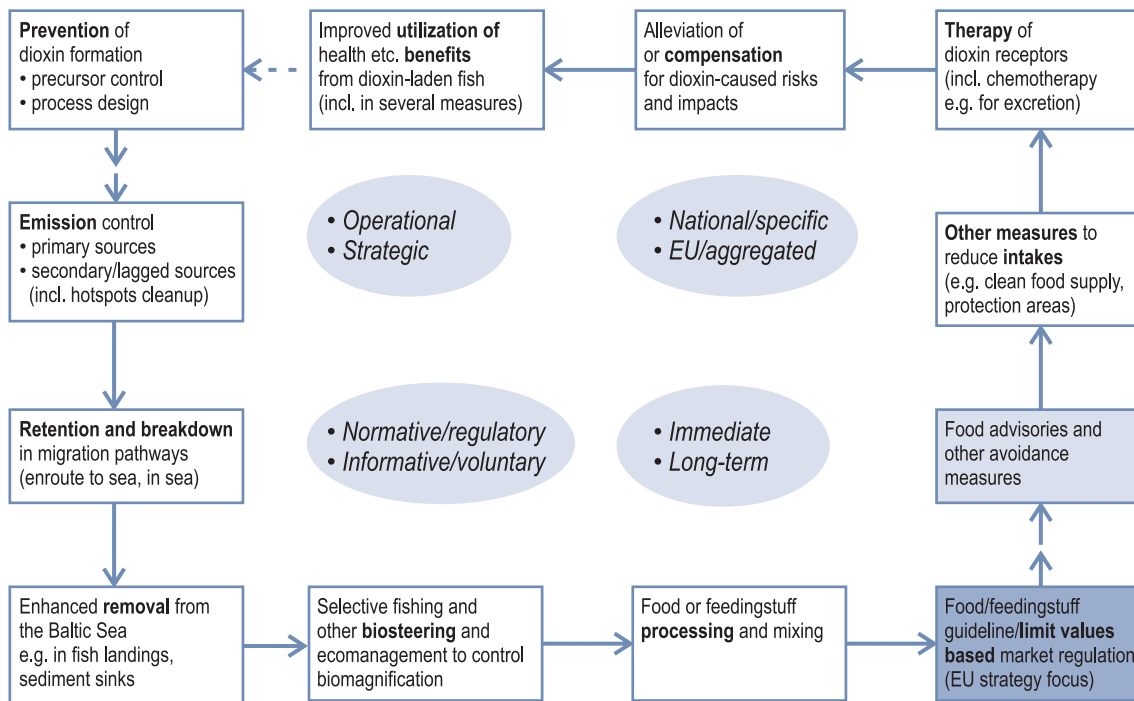 Prevention of
dioxin formation
• precursor control
• process design
Improved utilization of
health etc. benefits
from dioxin-laden fish
(incl. in several measures)
Alleviation of
or compensation
for dioxin-caused risks
and impacts
Therapy of
dioxin receptors
(incl. chemotherapy
e.g. for excretion)
Emission control
• primary sources
• secondary/lagged sources
(incl. hotspots cleanup)
• Operational
• Strategic
• National/specific
• EU/aggregated
Other measures to
reduce intakes
(e.g. clean food supply,
protection areas)
Retention and breakdown
in migration pathways
(enroute to sea, in sea)
• Normative/regulatory
• Informative/voluntary
• Immediate
• Long-term
Food advisories and
other avoidance
measures
Enhanced removal from
the Baltic Sea
e.g. in fish landings,
sediment sinks
Selective fishing and
other biosteering and
ecomanagement to control
biomagnification
Food or feedingstuff
processing and mixing
Food/feedingstuff
guideline/limit values
based market regulation
(EU strategy focus)